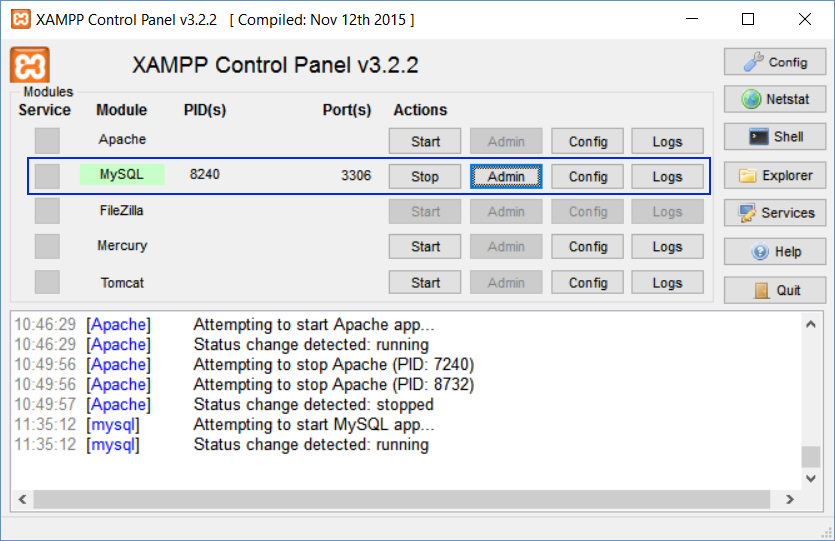 XAMPP Control Panel v3.2.2 [ Compiled: Nov 12th 2015 ]
XAMPP Control Panel v3.2.2
Config
Modules
Service Module PID(s) Port(s) Actions
Netstat
Apache Start Admin Config Logs
Shell
MySQL 8240 3306 Stop Admin Config Logs
Explorer
FileZilla Start Admin Config Logs
Services
Mercury Start Admin Config Logs
Help
Tomcat Start Admin Config Logs
Quit
10:46:29 [Apache] Attempting to start Apache app...
10:46:29 [Apache] Status change detected: running
10:49:56 [Apache] Attempting to stop Apache (PID: 7240)
10:49:56 [Apache] Attempting to stop Apache (PID: 8732)
10:49:57 [Apache] Status change detected: stopped
11:35:12 [mysql] Attempting to start MySQL app...
11:35:12 [mysql] Status change detected: running